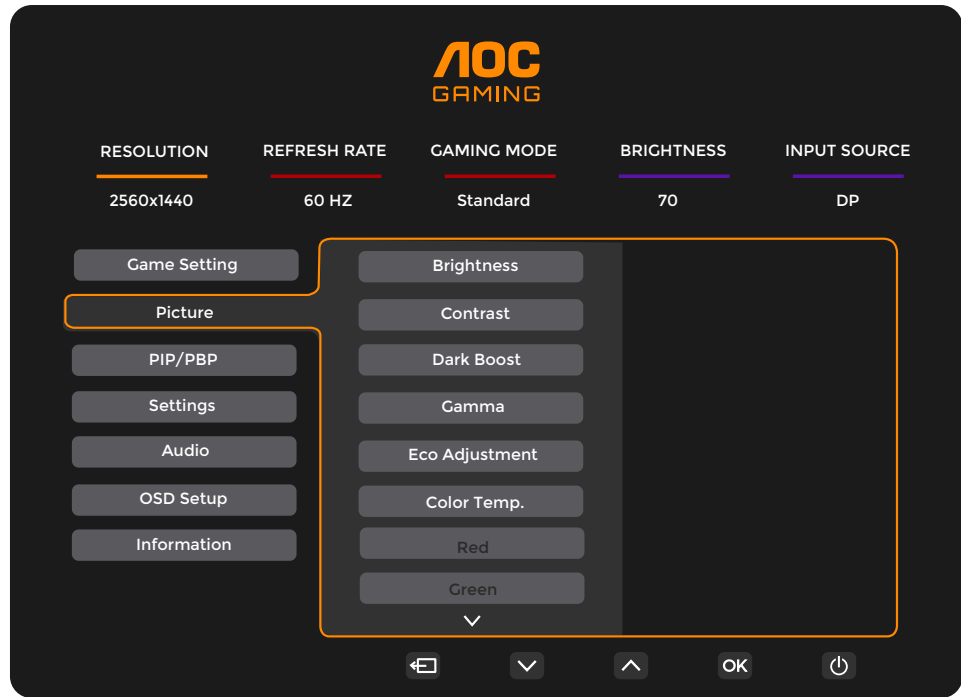 AOC
GAMING
RESOLUTION REFRESH RATE GAMING MODE BRIGHTNESS INPUT SOURCE
2560x1440 60 HZ Standard 70 DP
Game Setting
Picture
PIP/PBP
Settings
Audio
OSD Setup
Information
Brightness
Contrast
Dark Boost
Gamma
Eco Adjustment
Color Temp.
Red
Green
OK